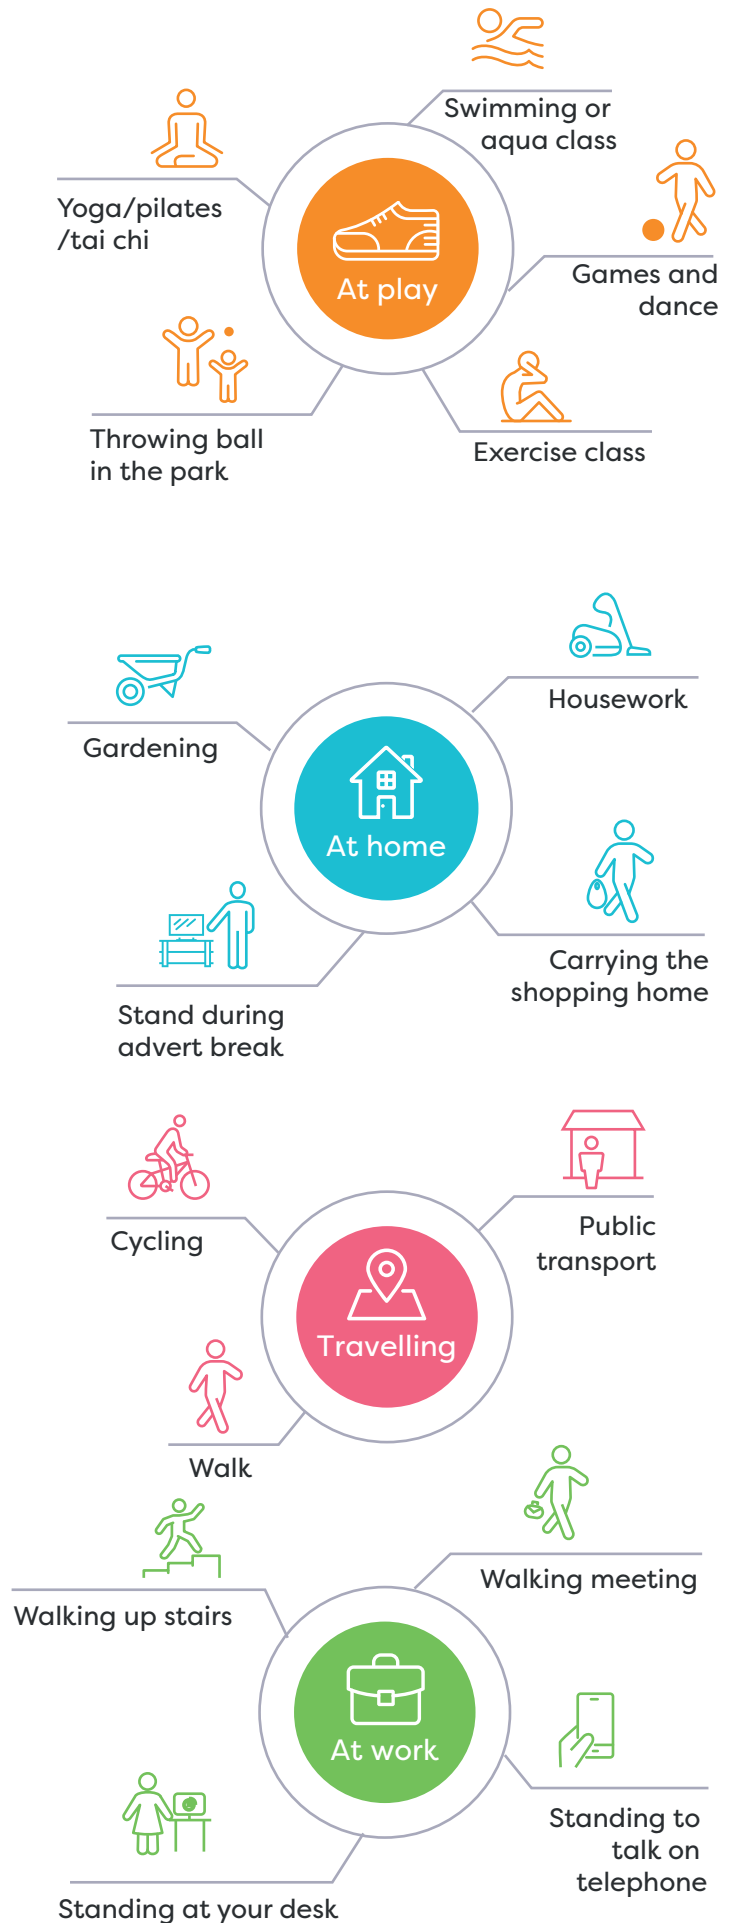 Swimming or
aqua class
Yoga/pilates
/tai chi
At play
Games and
dance
Throwing ball
in the park
Exercise class
Housework
Gardening
At home
Carrying the
shopping home
Stand during
advert break
Public
transport
Cycling
Travelling
Walk
Walking meeting
Walking up stairs
At work
Standing to
talk on
telephone
Standing at your desk